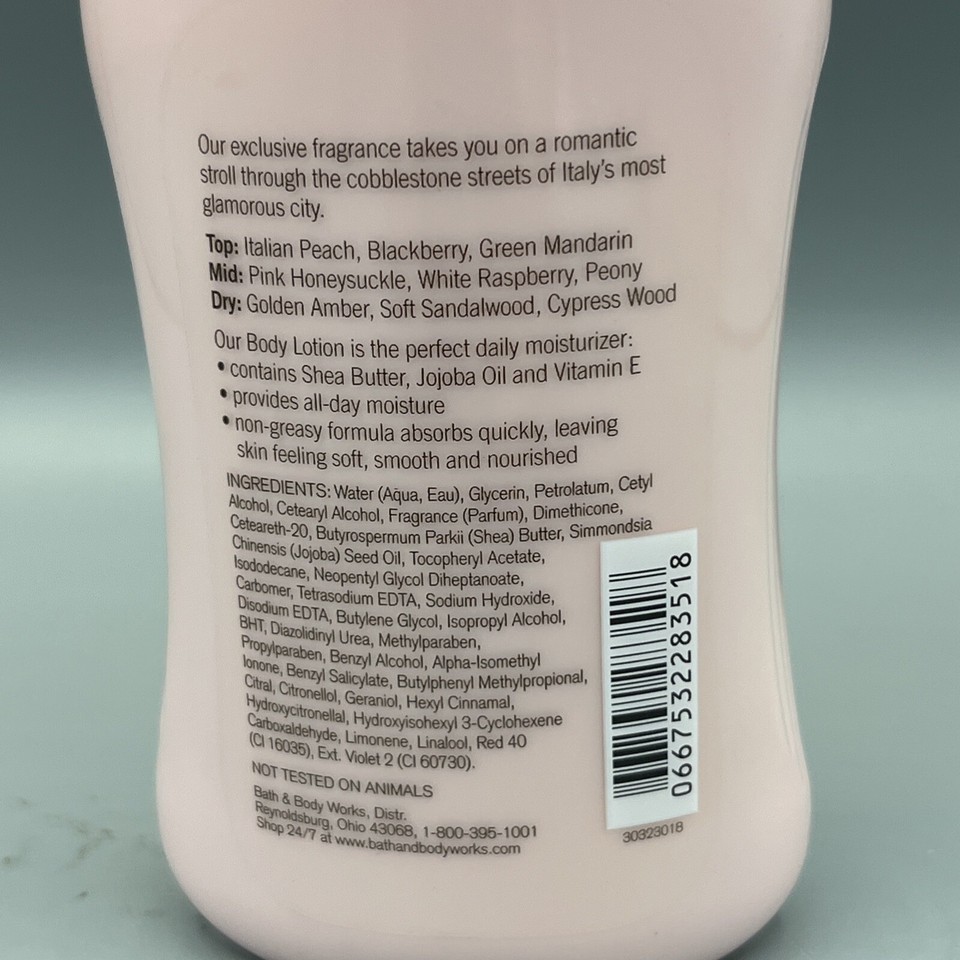 Our exclusive fragrance takes you on a romantic
stroll through the cobblestone streets of Italy's most
glamorous city.
Top: Italian Peach, Blackberry, Green Mandarin
Mid: Pink Honeysuckle, White Raspberry, Peony
Dry: Golden Amber, Soft Sandalwood, Cypress Wood
Our Body Lotion is the perfect daily moisturizer:
• contains Shea Butter, Jojoba Oil and Vitamin E
• provides all-day moisture
• non-greasy formula absorbs quickly, leaving
skin feeling soft, smooth and nourished
INGREDIENTS: Water (Aqua, Eau), Glycerin, Petrolatum, Cetyl
Alcohol, Cetearyl Alcohol, Fragrance (Parfum), Dimethicone,
Ceteareth-20, Butyrospermum Parkii (Shea) Butter, Simmondsia
Chinensis (Jojoba) Seed Oil, Tocopheryl Acetate,
Isododecane, Neopentyl Glycol Diheptanoate,
Carbomer, Tetrasodium EDTA, Sodium Hydroxide,
Disodium EDTA, Butylene Glycol, Isopropyl Alcohol,
BHT, Diazolidinyl Urea, Methylparaben,
Propylparaben, Benzyl Alcohol, Alpha-Isomethyl
Ionone, Benzyl Salicylate, Butylphenyl Methylpropional,
Citral, Citronellol, Geraniol, Hexyl Cinnamal,
Hydroxycitronellal, Hydroxyisohexyl 3-Cyclohexene
Carboxaldehyde, Limonene, Linalool, Red 40
(CI 16035), Ext. Violet 2 (CI 60730).
NOT TESTED ON ANIMALS
Bath & Body Works, Distr.
Reynoldsburg, Ohio 43068, 1-800-395-1001
Shop 24/7 at www.bathandbodyworks.com
0667532283518
30323018